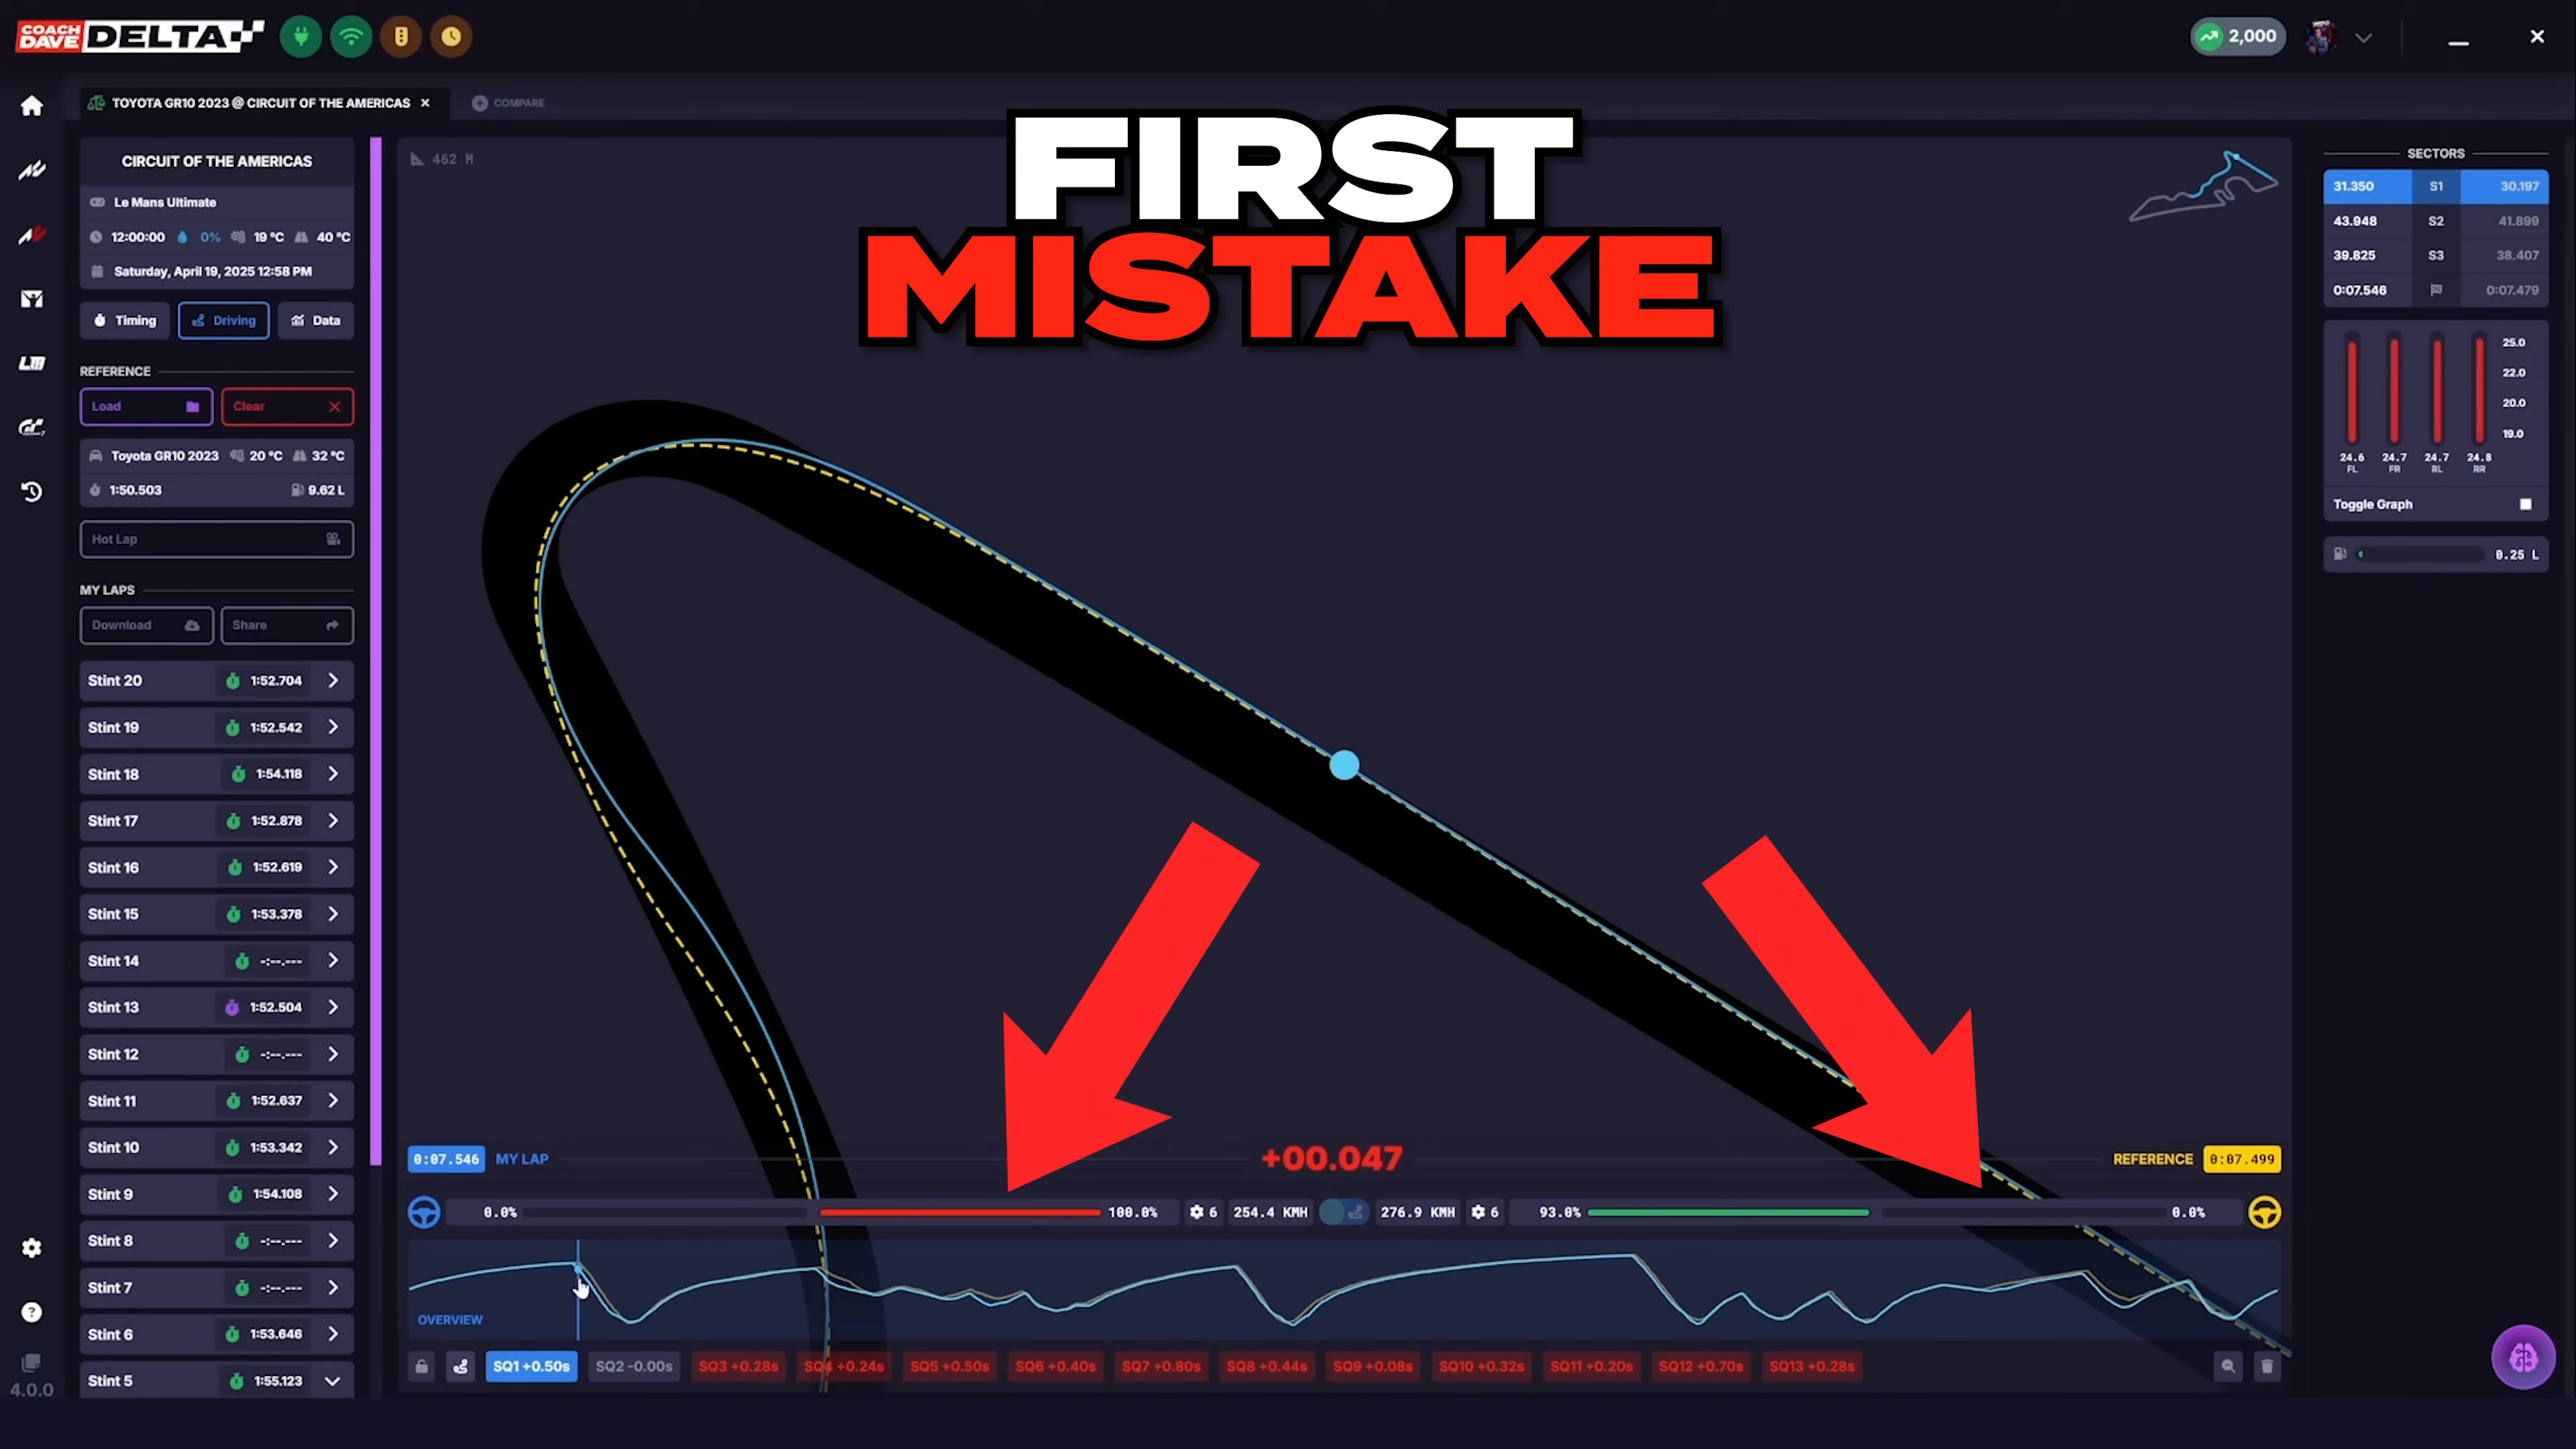 COACH DAVE DELTA
2,000
TOYOTA GR10 2023 @ CIRCUIT OF THE AMERICAS
COMPARE
FIRST
MISTAKE
CIRCUIT OF THE AMERICAS
Le Mans Ultimate
12:00:00 0% 19 °C 40 °C
Saturday, April 19, 2025 12:58 PM
Timing Driving Data
REFERENCE
Load Clear
Toyota GR10 2023 20 °C 32 °C
1:50.503 9.62 L
Hot Lap
MY LAPS
Download Share
Stint 20 1:52.704
Stint 19 1:52.542
Stint 18 1:54.118
Stint 17 1:52.878
Stint 16 1:52.619
Stint 15 1:53.378
Stint 14 -:--.---
Stint 13 1:52.504
Stint 12 -:--.---
Stint 11 1:52.637
Stint 10 1:53.342
Stint 9 1:54.108
Stint 8 -:--.---
Stint 7 -:--.---
Stint 6 1:53.646
Stint 5 1:55.123
LM
4.0.0
462 M
SECTORS
31.350 S1 30.197
43.948 S2 41.899
39.825 S3 38.407
0:07.546 0:07.479
25.0
22.0
20.0
19.0
24.6 24.7 24.7 24.8
FL FR RL RR
Toggle Graph
0.25 L
0:07.546 MY LAP +00.047 REFERENCE 0:07.499
0.0% 100.0% 6 254.4 KMH 276.9 KMH 6 93.0% 0.0%
OVERVIEW
SQ1 +0.50s SQ2 -0.00s SQ3 +0.28s SQ4 +0.24s SQ5 +0.50s SQ6 +0.40s SQ7 +0.80s SQ8 +0.44s SQ9 +0.08s SQ10 +0.32s SQ11 +0.20s SQ12 +0.70s SQ13 +0.28s